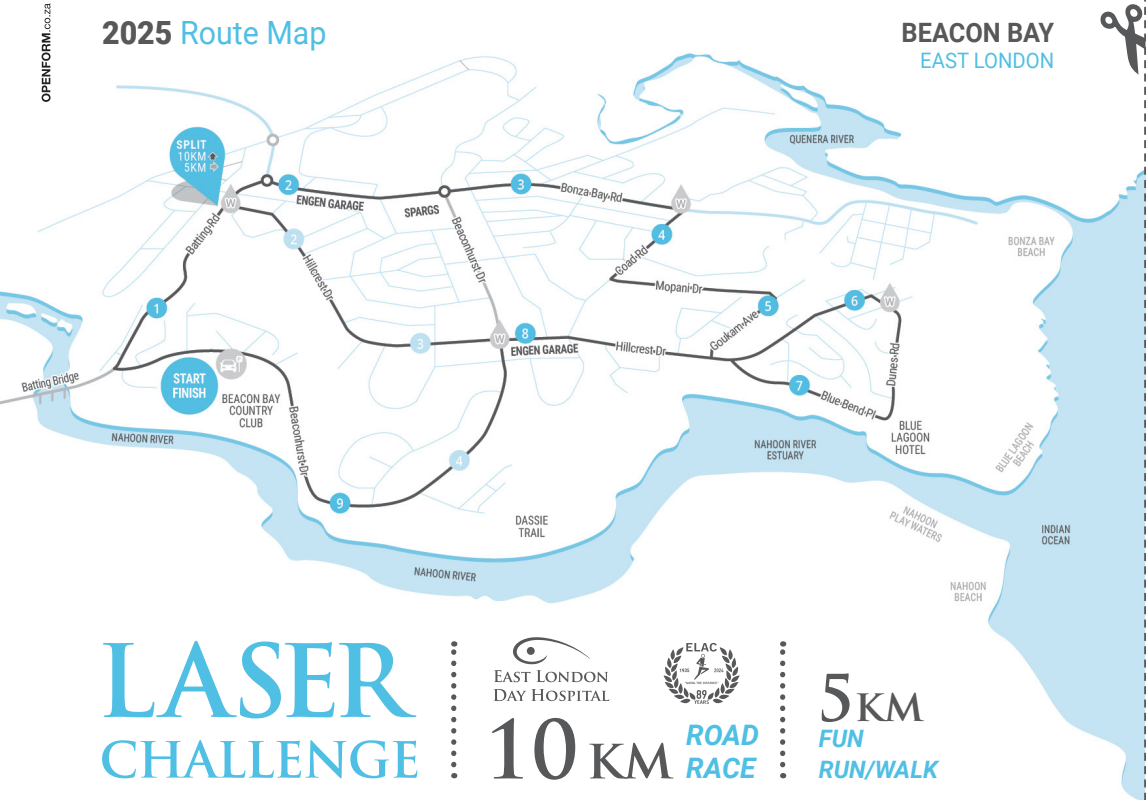 OPENFORM.co.za
2025 Route Map
BEACON BAY
EAST LONDON
SPLIT
10KM
5KM
QUENERA RIVER
2
ENGEN GARAGE
SPARGS
3
Bonza Bay Rd
W
W
4
Batting Rd
2
Hillcrest Dr
Beaconhurst Dr
Goad Rd
Mopani Dr
BONZA BAY
BEACH
1
5
6
W
Goukam Ave
3
W
8
ENGEN GARAGE
Hillcrest Dr
Dunes Rd
Batting Bridge
START
FINISH
BEACON BAY
COUNTRY
CLUB
7
Blue Bend Pl
Beaconhurst Dr
BLUE
LAGOON
HOTEL
NAHOON RIVER
NAHOON RIVER
ESTUARY
BLUE LAGOON
BEACH
4
9
DASSIE
TRAIL
NAHOON
PLAY WATERS
INDIAN
OCEAN
NAHOON RIVER
NAHOON
BEACH
LASER
CHALLENGE
EAST LONDON
DAY HOSPITAL
10 KM
ELAC
1935
2024
89
YEARS
ROAD
RACE
5KM
FUN
RUN/WALK